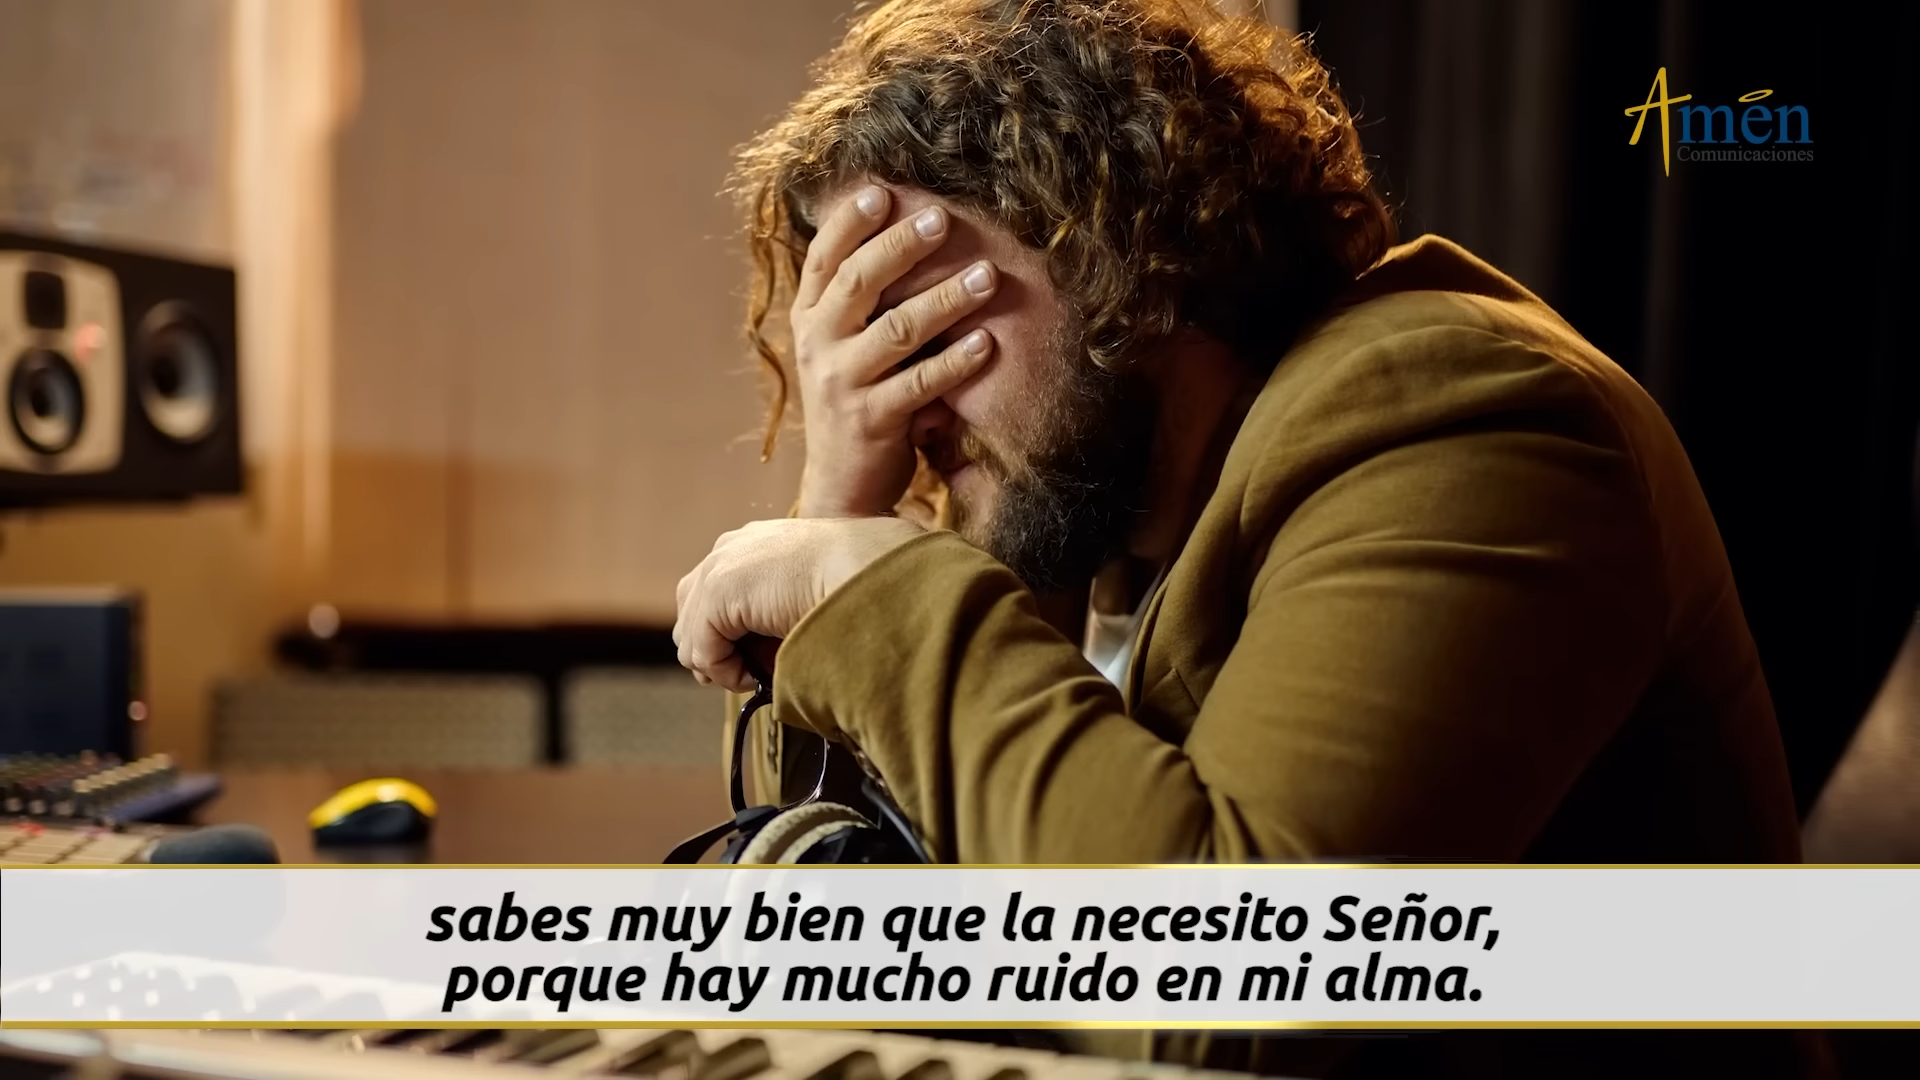 Amén
Comunicaciones
sabes muy bien que la necesito Señor,
porque hay mucho ruido en mi alma.